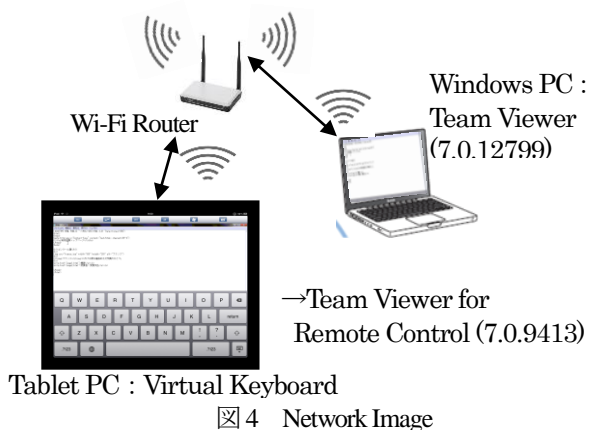 Wi-Fi Router
Windows PC :
Team Viewer
(7.0.12799)
Q W E R T Y U I O P
A S D F G H J K L return
Z X C V B N M ! , ? .
→Team Viewer for
Remote Control (7.0.9413)
Tablet PC : Virtual Keyboard
図 4 Network Image